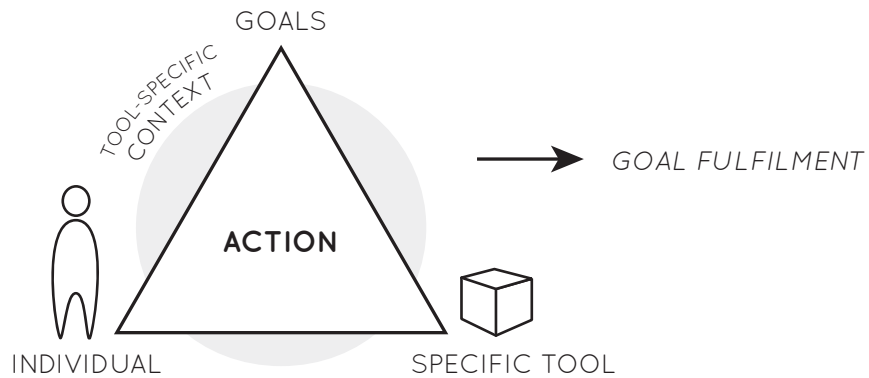 GOALS
TOOL-SPECIFIC
CONTEXT
GOAL FULFILMENT
ACTION
INDIVIDUAL
SPECIFIC TOOL